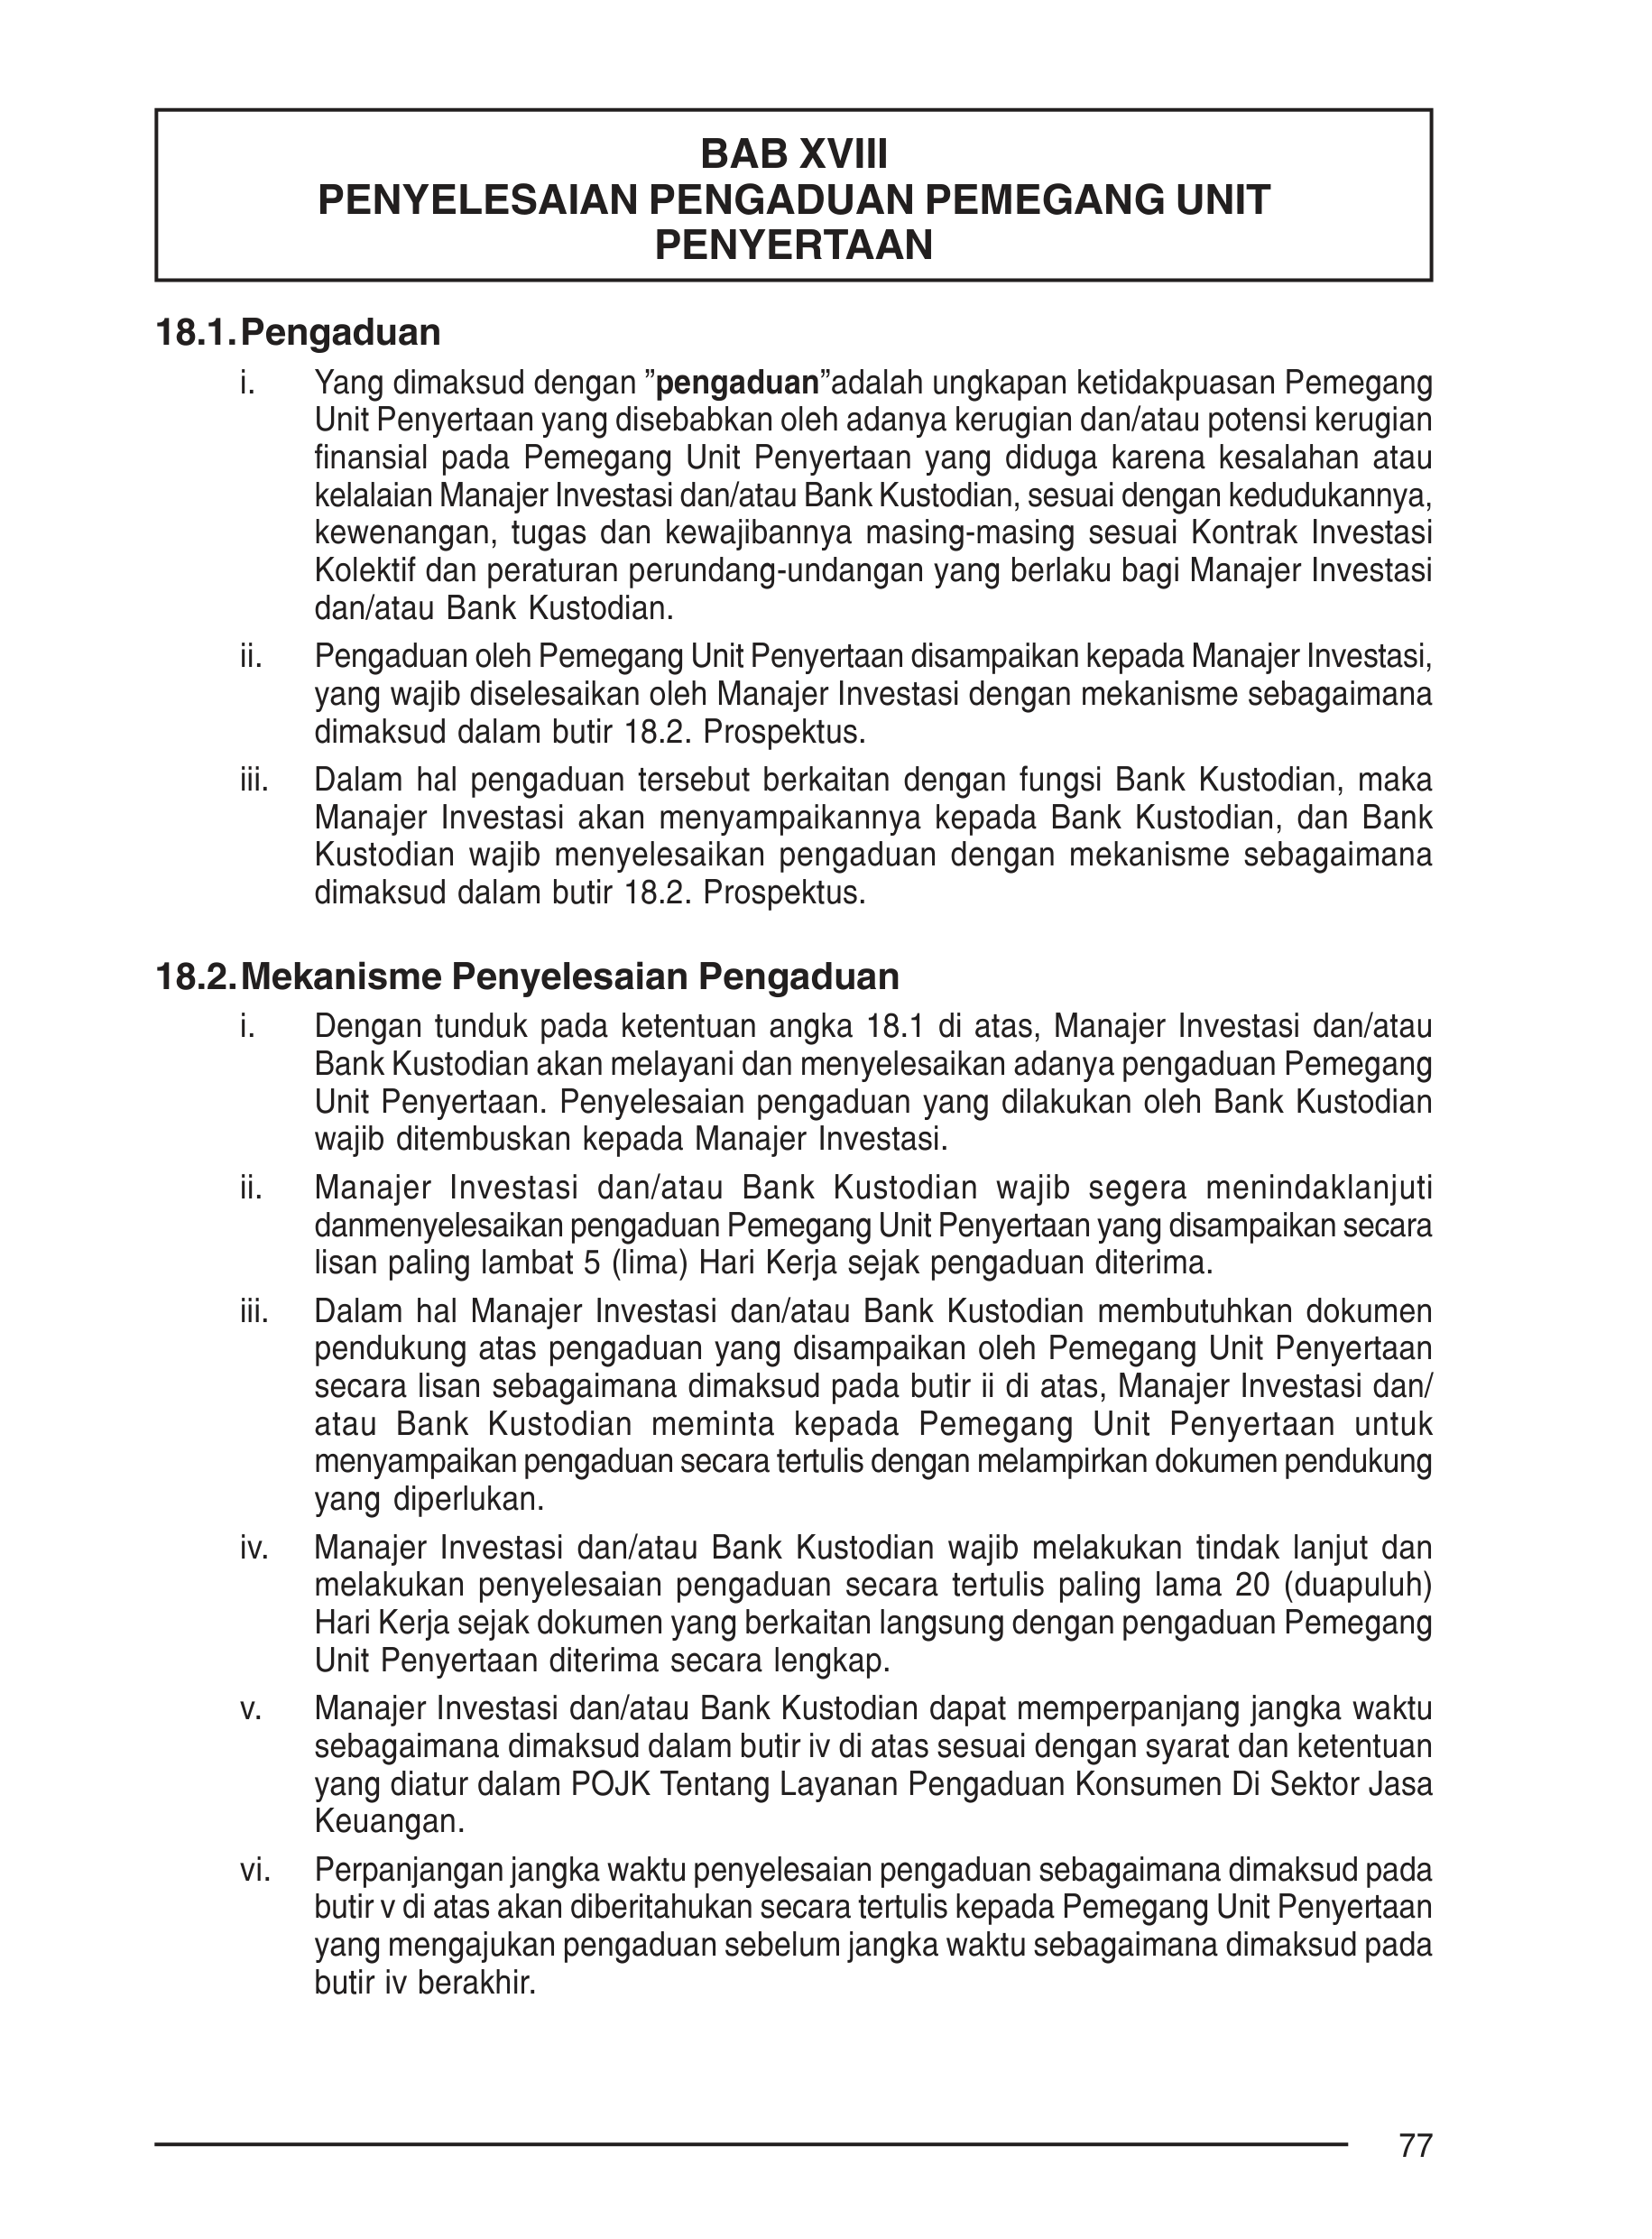 BAB XVIII
PENYELESAIAN PENGADUAN PEMEGANG UNIT
PENYERTAAN
18.1. Pengaduan
i. Yang dimaksud dengan ”pengaduan”adalah ungkapan ketidakpuasan Pemegang
Unit Penyertaan yang disebabkan oleh adanya kerugian dan/atau potensi kerugian
finansial pada Pemegang Unit Penyertaan yang diduga karena kesalahan atau
kelalaian Manajer Investasi dan/atau Bank Kustodian, sesuai dengan kedudukannya,
kewenangan, tugas dan kewajibannya masing-masing sesuai Kontrak Investasi
Kolektif dan peraturan perundang-undangan yang berlaku bagi Manajer Investasi
dan/atau Bank Kustodian.
ii. Pengaduan oleh Pemegang Unit Penyertaan disampaikan kepada Manajer Investasi,
yang wajib diselesaikan oleh Manajer Investasi dengan mekanisme sebagaimana
dimaksud dalam butir 18.2. Prospektus.
iii. Dalam hal pengaduan tersebut berkaitan dengan fungsi Bank Kustodian, maka
Manajer Investasi akan menyampaikannya kepada Bank Kustodian, dan Bank
Kustodian wajib menyelesaikan pengaduan dengan mekanisme sebagaimana
dimaksud dalam butir 18.2. Prospektus.
18.2. Mekanisme Penyelesaian Pengaduan
i. Dengan tunduk pada ketentuan angka 18.1 di atas, Manajer Investasi dan/atau
Bank Kustodian akan melayani dan menyelesaikan adanya pengaduan Pemegang
Unit Penyertaan. Penyelesaian pengaduan yang dilakukan oleh Bank Kustodian
wajib ditembuskan kepada Manajer Investasi.
ii. Manajer Investasi dan/atau Bank Kustodian wajib segera menindaklanjuti
danmenyelesaikan pengaduan Pemegang Unit Penyertaan yang disampaikan secara
lisan paling lambat 5 (lima) Hari Kerja sejak pengaduan diterima.
iii. Dalam hal Manajer Investasi dan/atau Bank Kustodian membutuhkan dokumen
pendukung atas pengaduan yang disampaikan oleh Pemegang Unit Penyertaan
secara lisan sebagaimana dimaksud pada butir ii di atas, Manajer Investasi dan/
atau Bank Kustodian meminta kepada Pemegang Unit Penyertaan untuk
menyampaikan pengaduan secara tertulis dengan melampirkan dokumen pendukung
yang diperlukan.
iv. Manajer Investasi dan/atau Bank Kustodian wajib melakukan tindak lanjut dan
melakukan penyelesaian pengaduan secara tertulis paling lama 20 (duapuluh)
Hari Kerja sejak dokumen yang berkaitan langsung dengan pengaduan Pemegang
Unit Penyertaan diterima secara lengkap.
v. Manajer Investasi dan/atau Bank Kustodian dapat memperpanjang jangka waktu
sebagaimana dimaksud dalam butir iv di atas sesuai dengan syarat dan ketentuan
yang diatur dalam POJK Tentang Layanan Pengaduan Konsumen Di Sektor Jasa
Keuangan.
vi. Perpanjangan jangka waktu penyelesaian pengaduan sebagaimana dimaksud pada
butir v di atas akan diberitahukan secara tertulis kepada Pemegang Unit Penyertaan
yang mengajukan pengaduan sebelum jangka waktu sebagaimana dimaksud pada
butir iv berakhir.
77